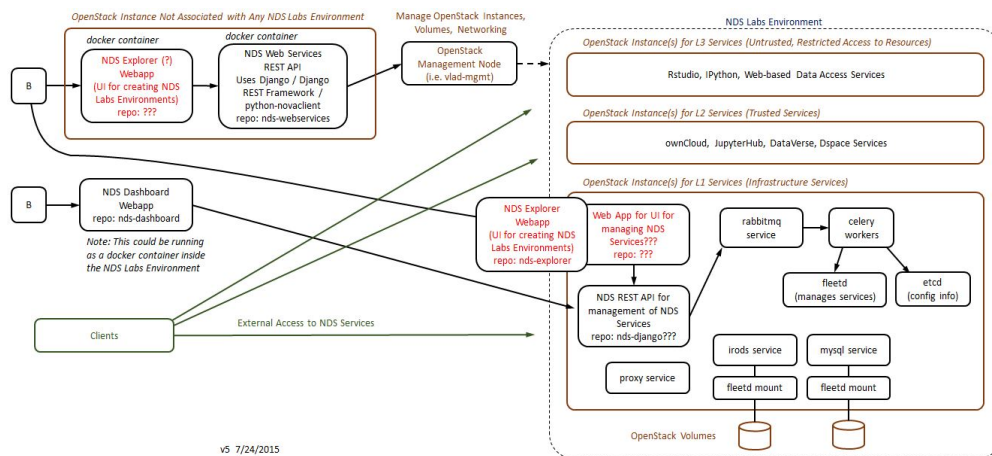 OpenStack Instance Not Associated with Any NDS Labs Environment
docker container
docker container
B
NDS Explorer (?)
Webapp
(UI for creating NDS
Labs Environments)
repo: ???
NDS Web Services
REST API
Uses Django / Django
REST Framework /
python-novaclient
repo: nds-webservices
Manage OpenStack Instances,
Volumes, Networking
OpenStack
Management Node
(i.e. vlad-mgmt)
NDS Labs Environment
OpenStack Instance(s) for L3 Services (Untrusted, Restricted Access to Resources)
Rstudio, IPython, Web-based Data Access Services
OpenStack Instance(s) for L2 Services (Trusted Services)
ownCloud, JupyterHub, DataVerse, Dspace Services
OpenStack Instance(s) for L1 Services (Infrastructure Services)
B
NDS Dashboard
Webapp
repo: nds-dashboard
Note: This could be running
as a docker container inside
the NDS Labs Environment
NDS Explorer
Webapp
(UI for creating NDS
Labs Environments)
repo: nds-explorer
Web App for UI for
managing NDS
Services???
repo: ???
rabbitmq
service
celery
workers
fleetd
(manages services)
etcd
(config info)
NDS REST API for
management of NDS
Services
repo: nds-django???
Clients
External Access to NDS Services
proxy service
irods service
mysql service
fleetd mount
fleetd mount
OpenStack Volumes
v5 7/24/2015